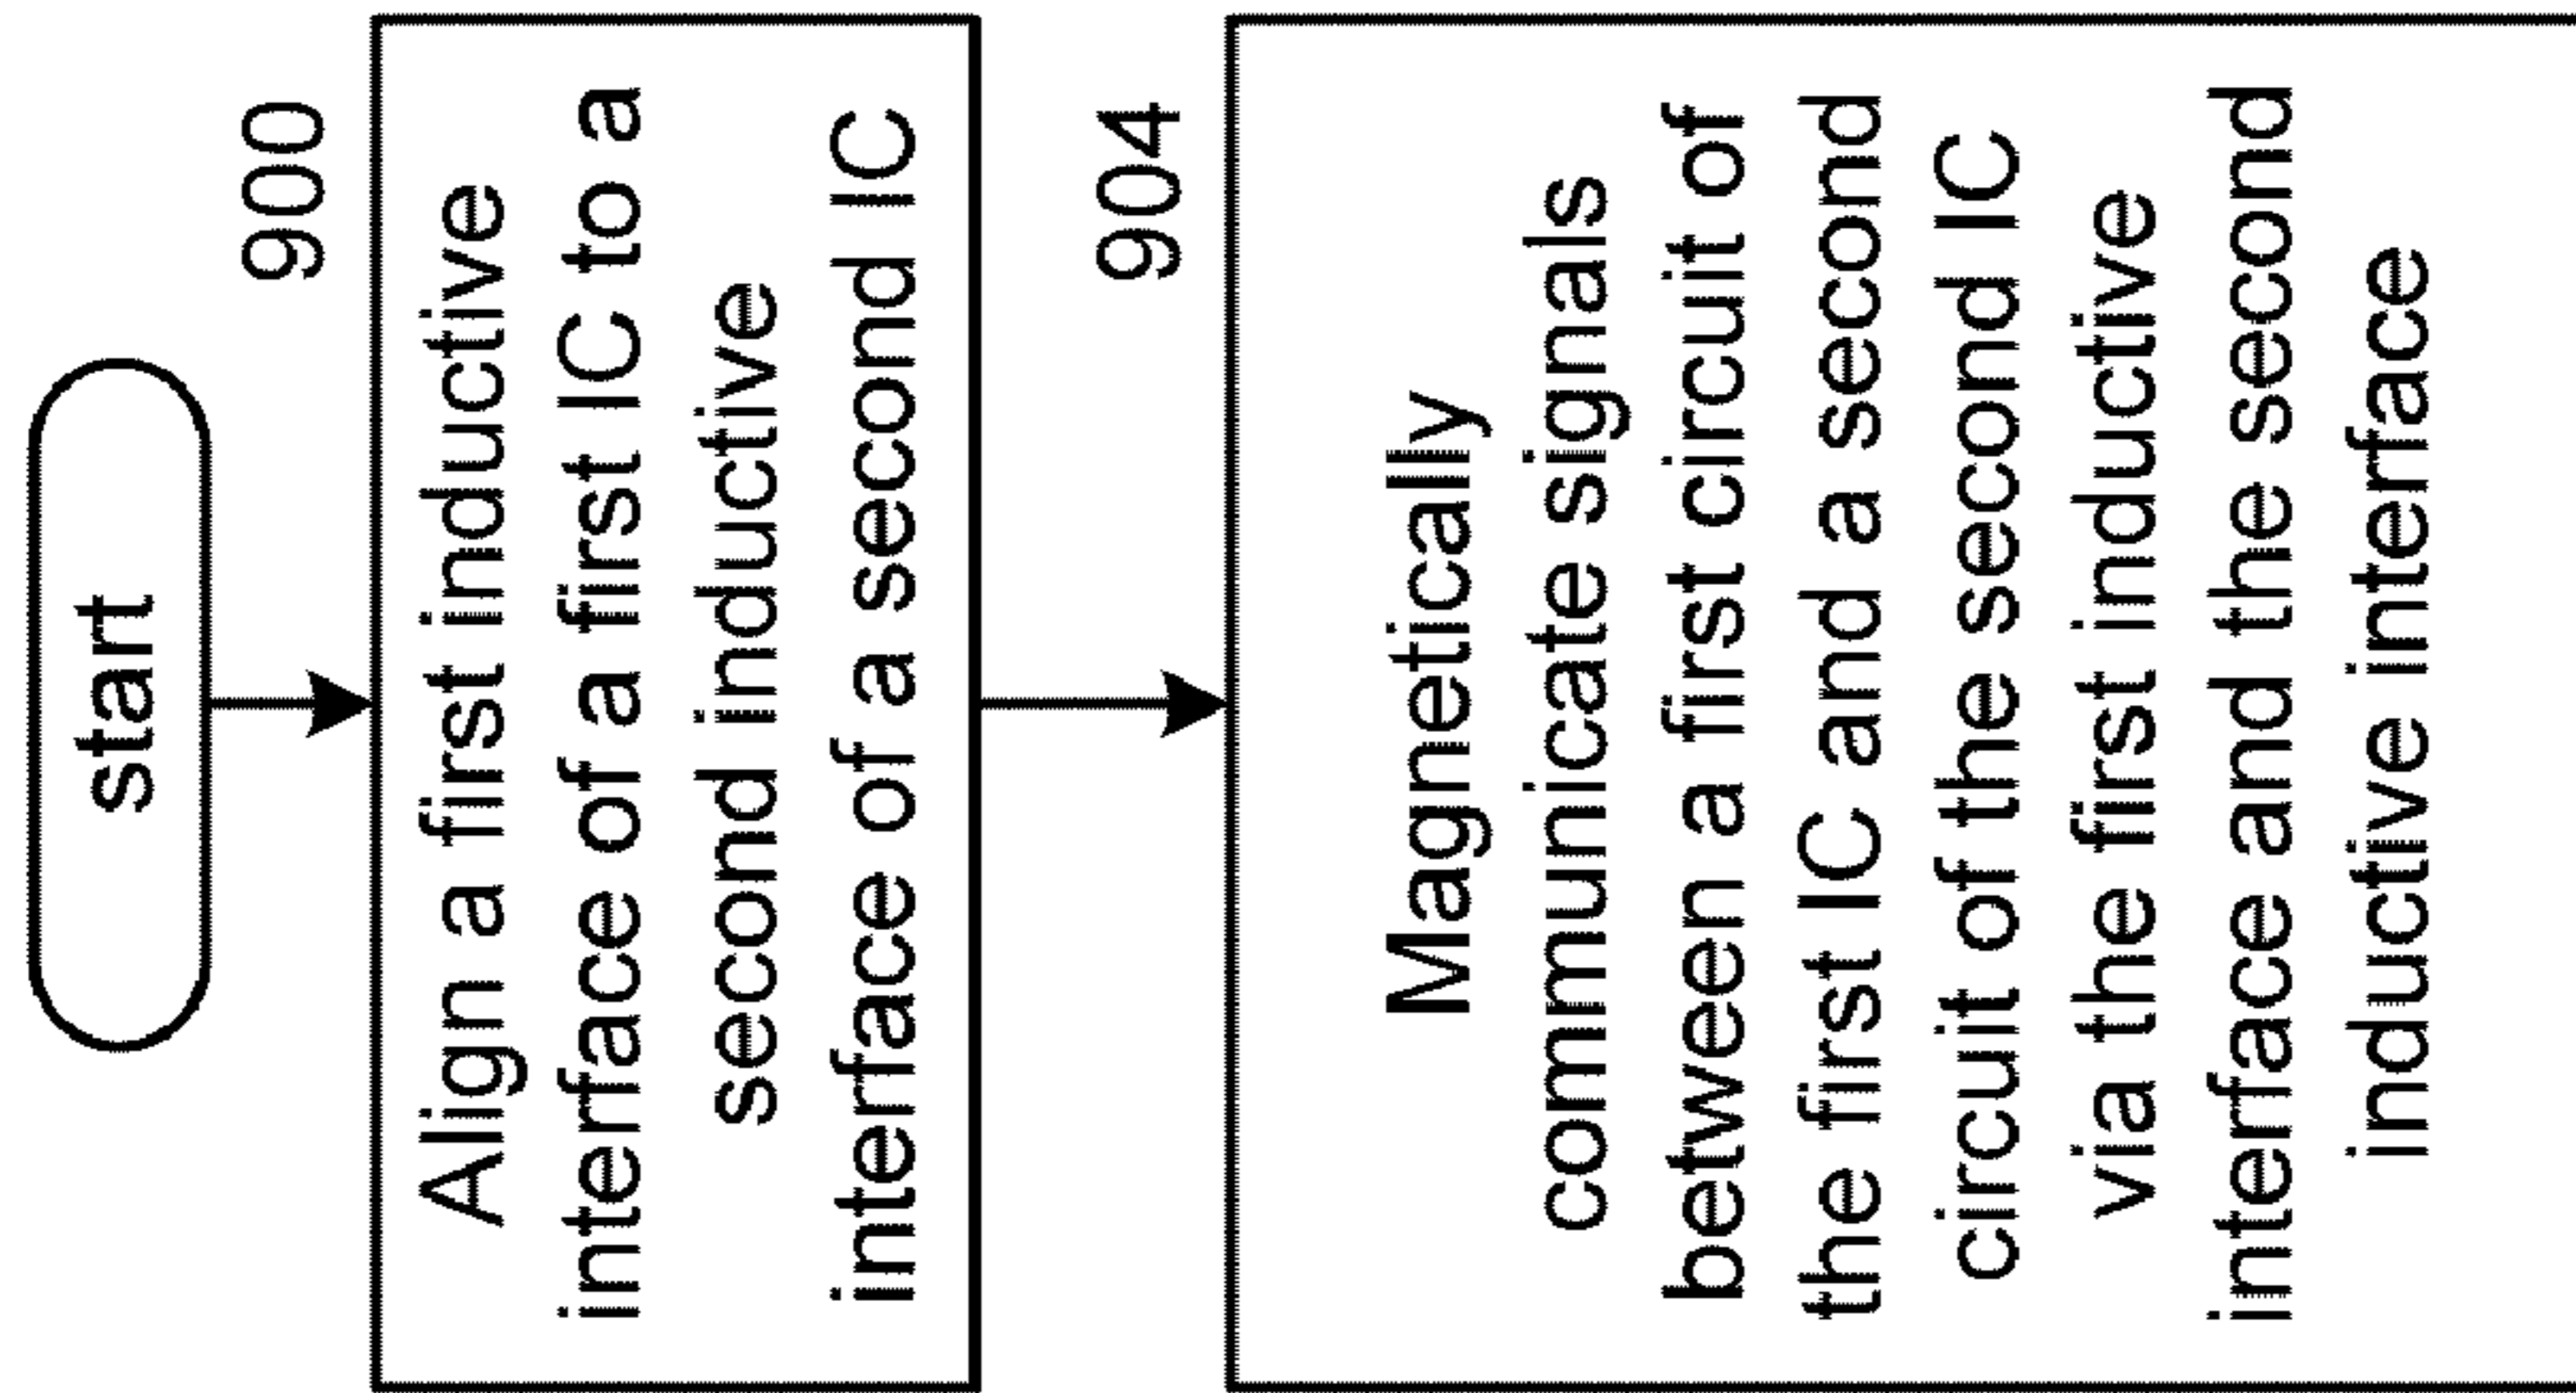 start
900
Align a first inductive
interface of a first IC to a
second inductive
interface of a second IC
904
Magnetically
communicate signals
between a first circuit of
the first IC and a second
circuit of the second IC
via the first inductive
interface and the second
inductive interface